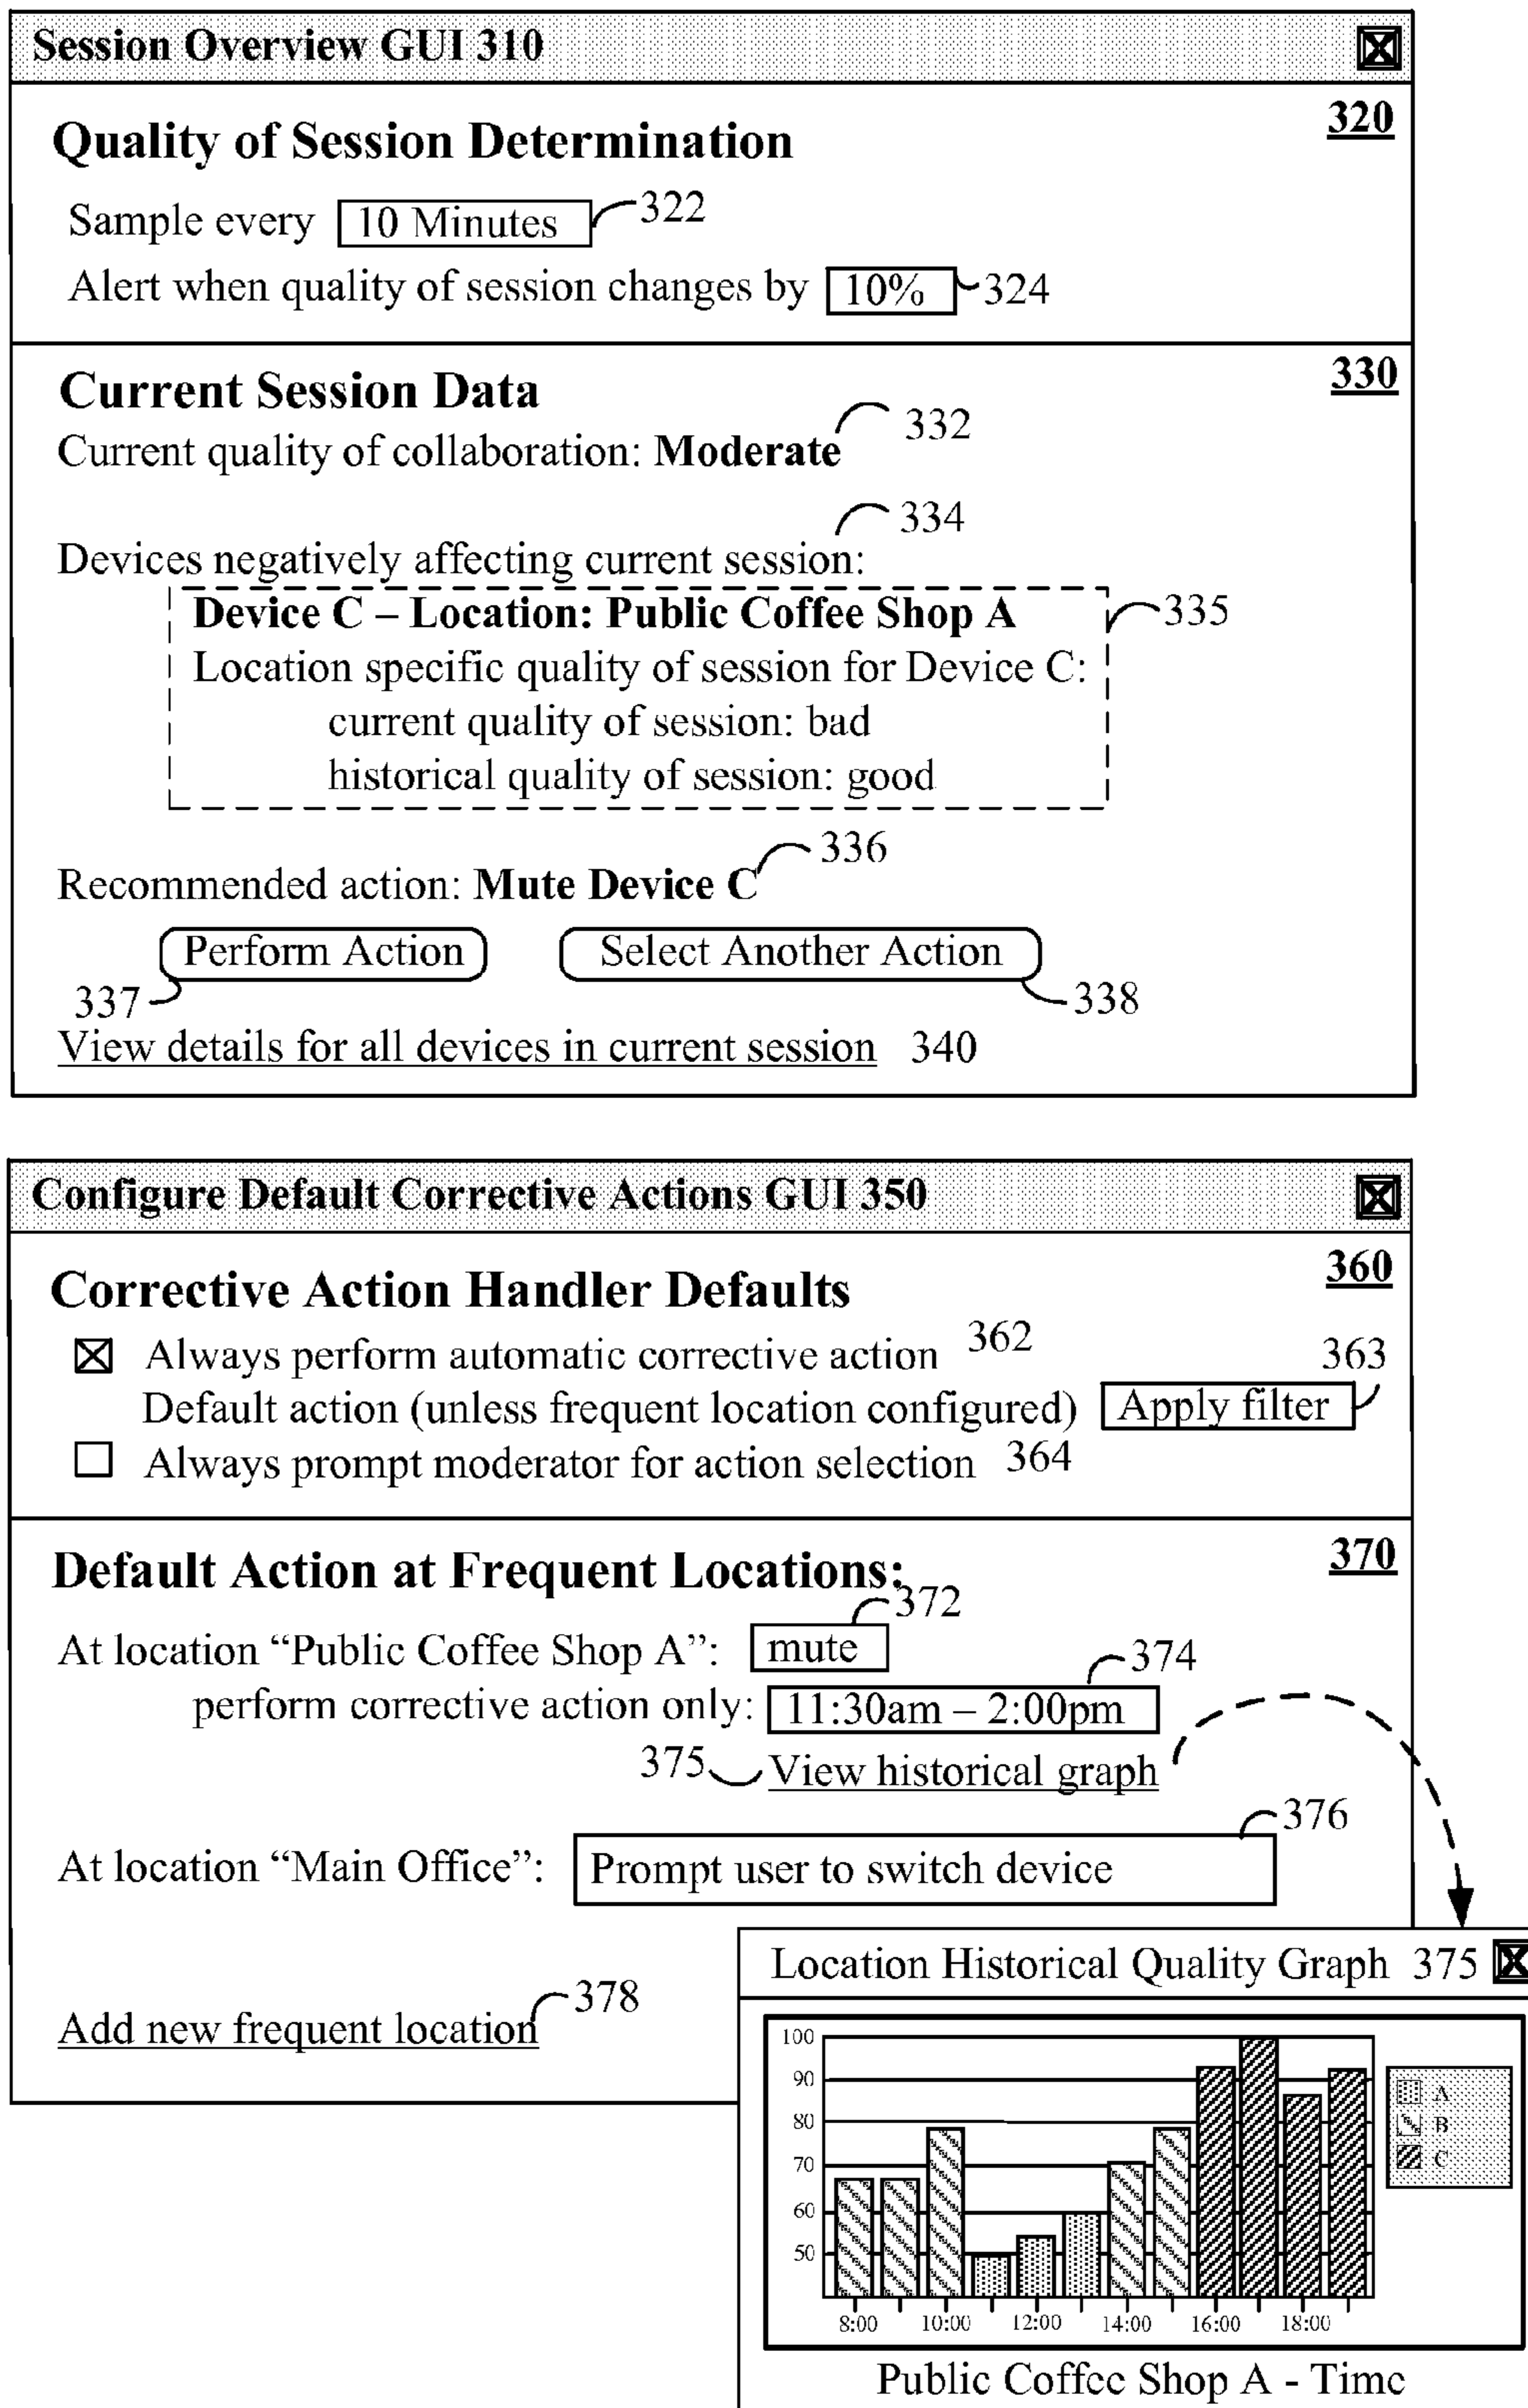 Session Overview GUI 310
320
Quality of Session Determination
Sample every 10 Minutes 322
Alert when quality of session changes by 10% 324
330
Current Session Data
332
Current quality of collaboration: Moderate
334
Devices negatively affecting current session:
Device C – Location: Public Coffee Shop A 335
Location specific quality of session for Device C:
current quality of session: bad
historical quality of session: good
336
Recommended action: Mute Device C
Perform Action Select Another Action
337 338
View details for all devices in current session 340
Configure Default Corrective Actions GUI 350
360
Corrective Action Handler Defaults
Always perform automatic corrective action 362 363
Default action (unless frequent location configured) Apply filter
Always prompt moderator for action selection 364
370
Default Action at Frequent Locations:
372
At location “Public Coffee Shop A”: mute
374
perform corrective action only: 11:30am – 2:00pm
375 View historical graph
376
At location “Main Office”: Prompt user to switch device
378
Add new frequent location
Location Historical Quality Graph 375
100
90
80
70
60
50
A
B
C
8:00 10:00 12:00 14:00 16:00 18:00
Public Coffee Shop A - Time